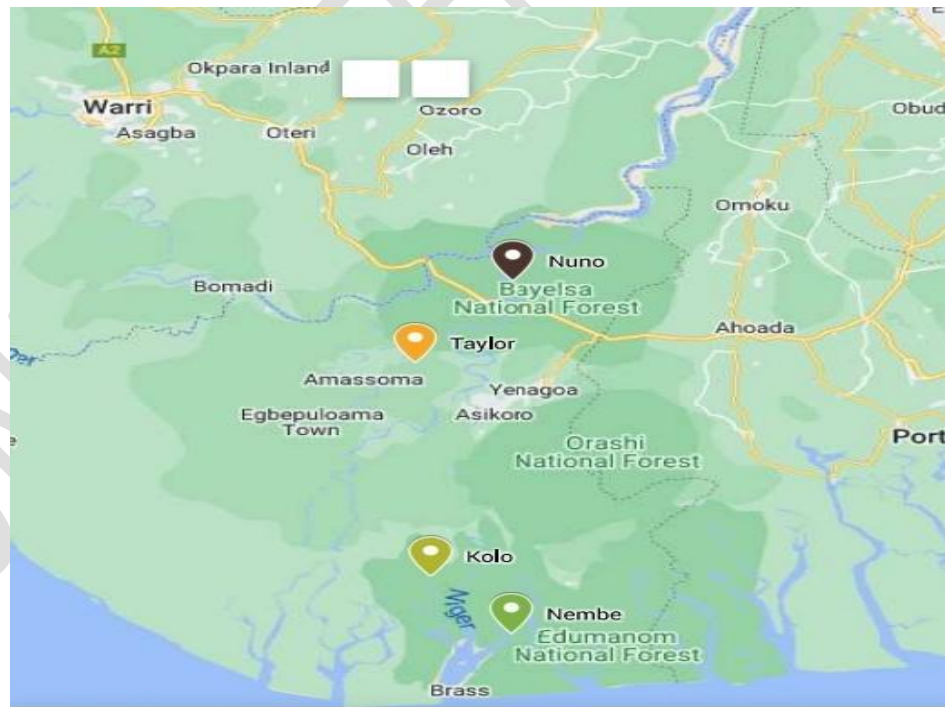 A2
Okpara Inland
Warri
Asagba
Oteri
Ozoro
Oleh
Obud
Omoku
Nuno
Bayelsa
National Forest
Bomadi
Ahoada
Taylor
Amassoma
Yenagoa
Egbepuloama
Town
Asikoro
Port
Orashi
National Forest
Kolo
Niger
Nembe
Edumanom
National Forest
Brass